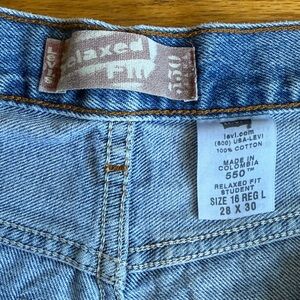 Relaxed
Fit
550
levi.com
(800) USA-LEVI
100% COTTON
MADE IN
COLOMBIA
550™
RELAXED FIT
STUDENT
SIZE 16 REG L
28 X 30